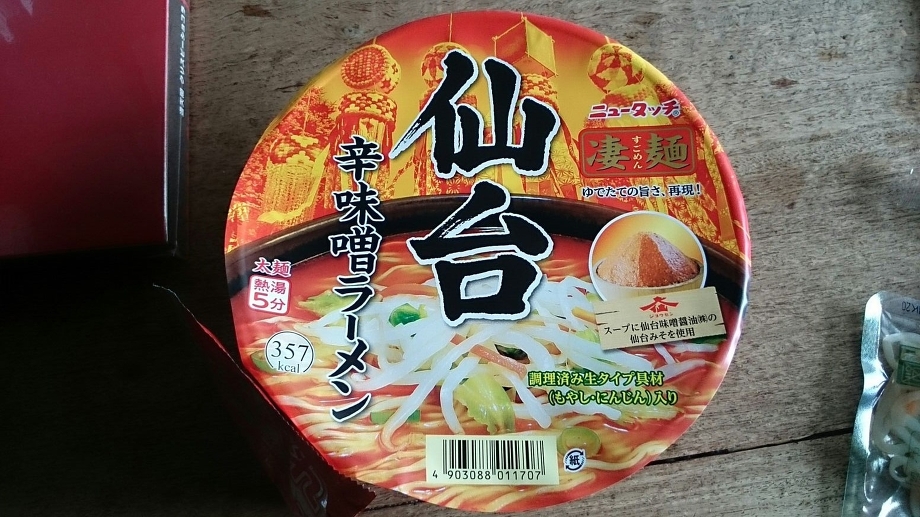 仙台
辛味噌ラーメン
ニュータッチ®
凄麺
すごめん
ゆでたての旨さ、再現!
太麺
熱湯
5分
357
kcal
スープに仙台味噌醤油㈱の
仙台みそを使用
調理済み生タイプ具材
(もやし・にんじん)入り
4 903088 011707
紙